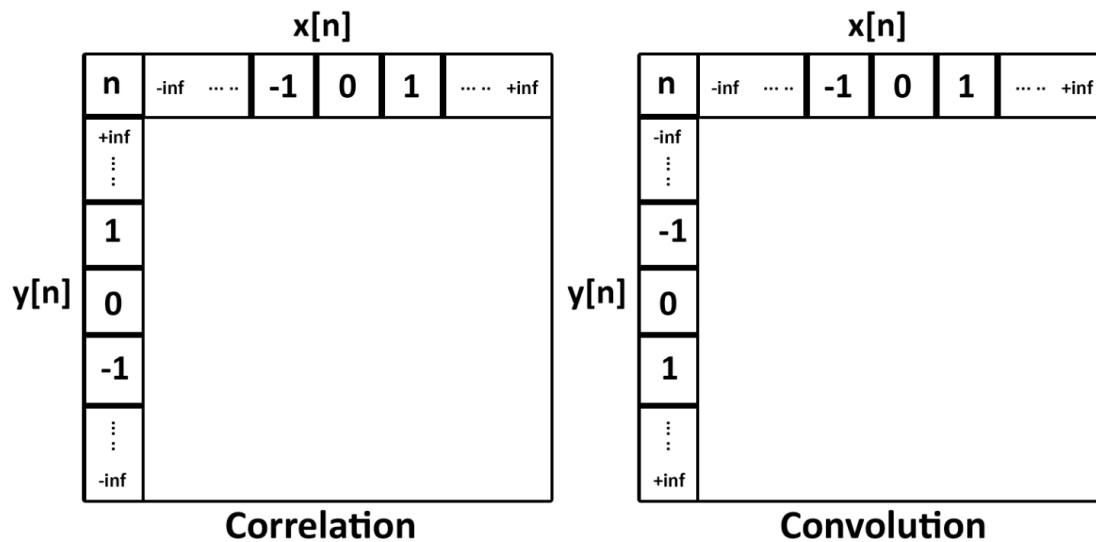 x[n]
n -inf ... .. -1 0 1 ... .. +inf
+inf
... ..
1
y[n] 0
-1
... ..
-inf
Correlation
x[n]
n -inf ... .. -1 0 1 ... .. +inf
-inf
... ..
-1
y[n] 0
1
... ..
+inf
Convolution